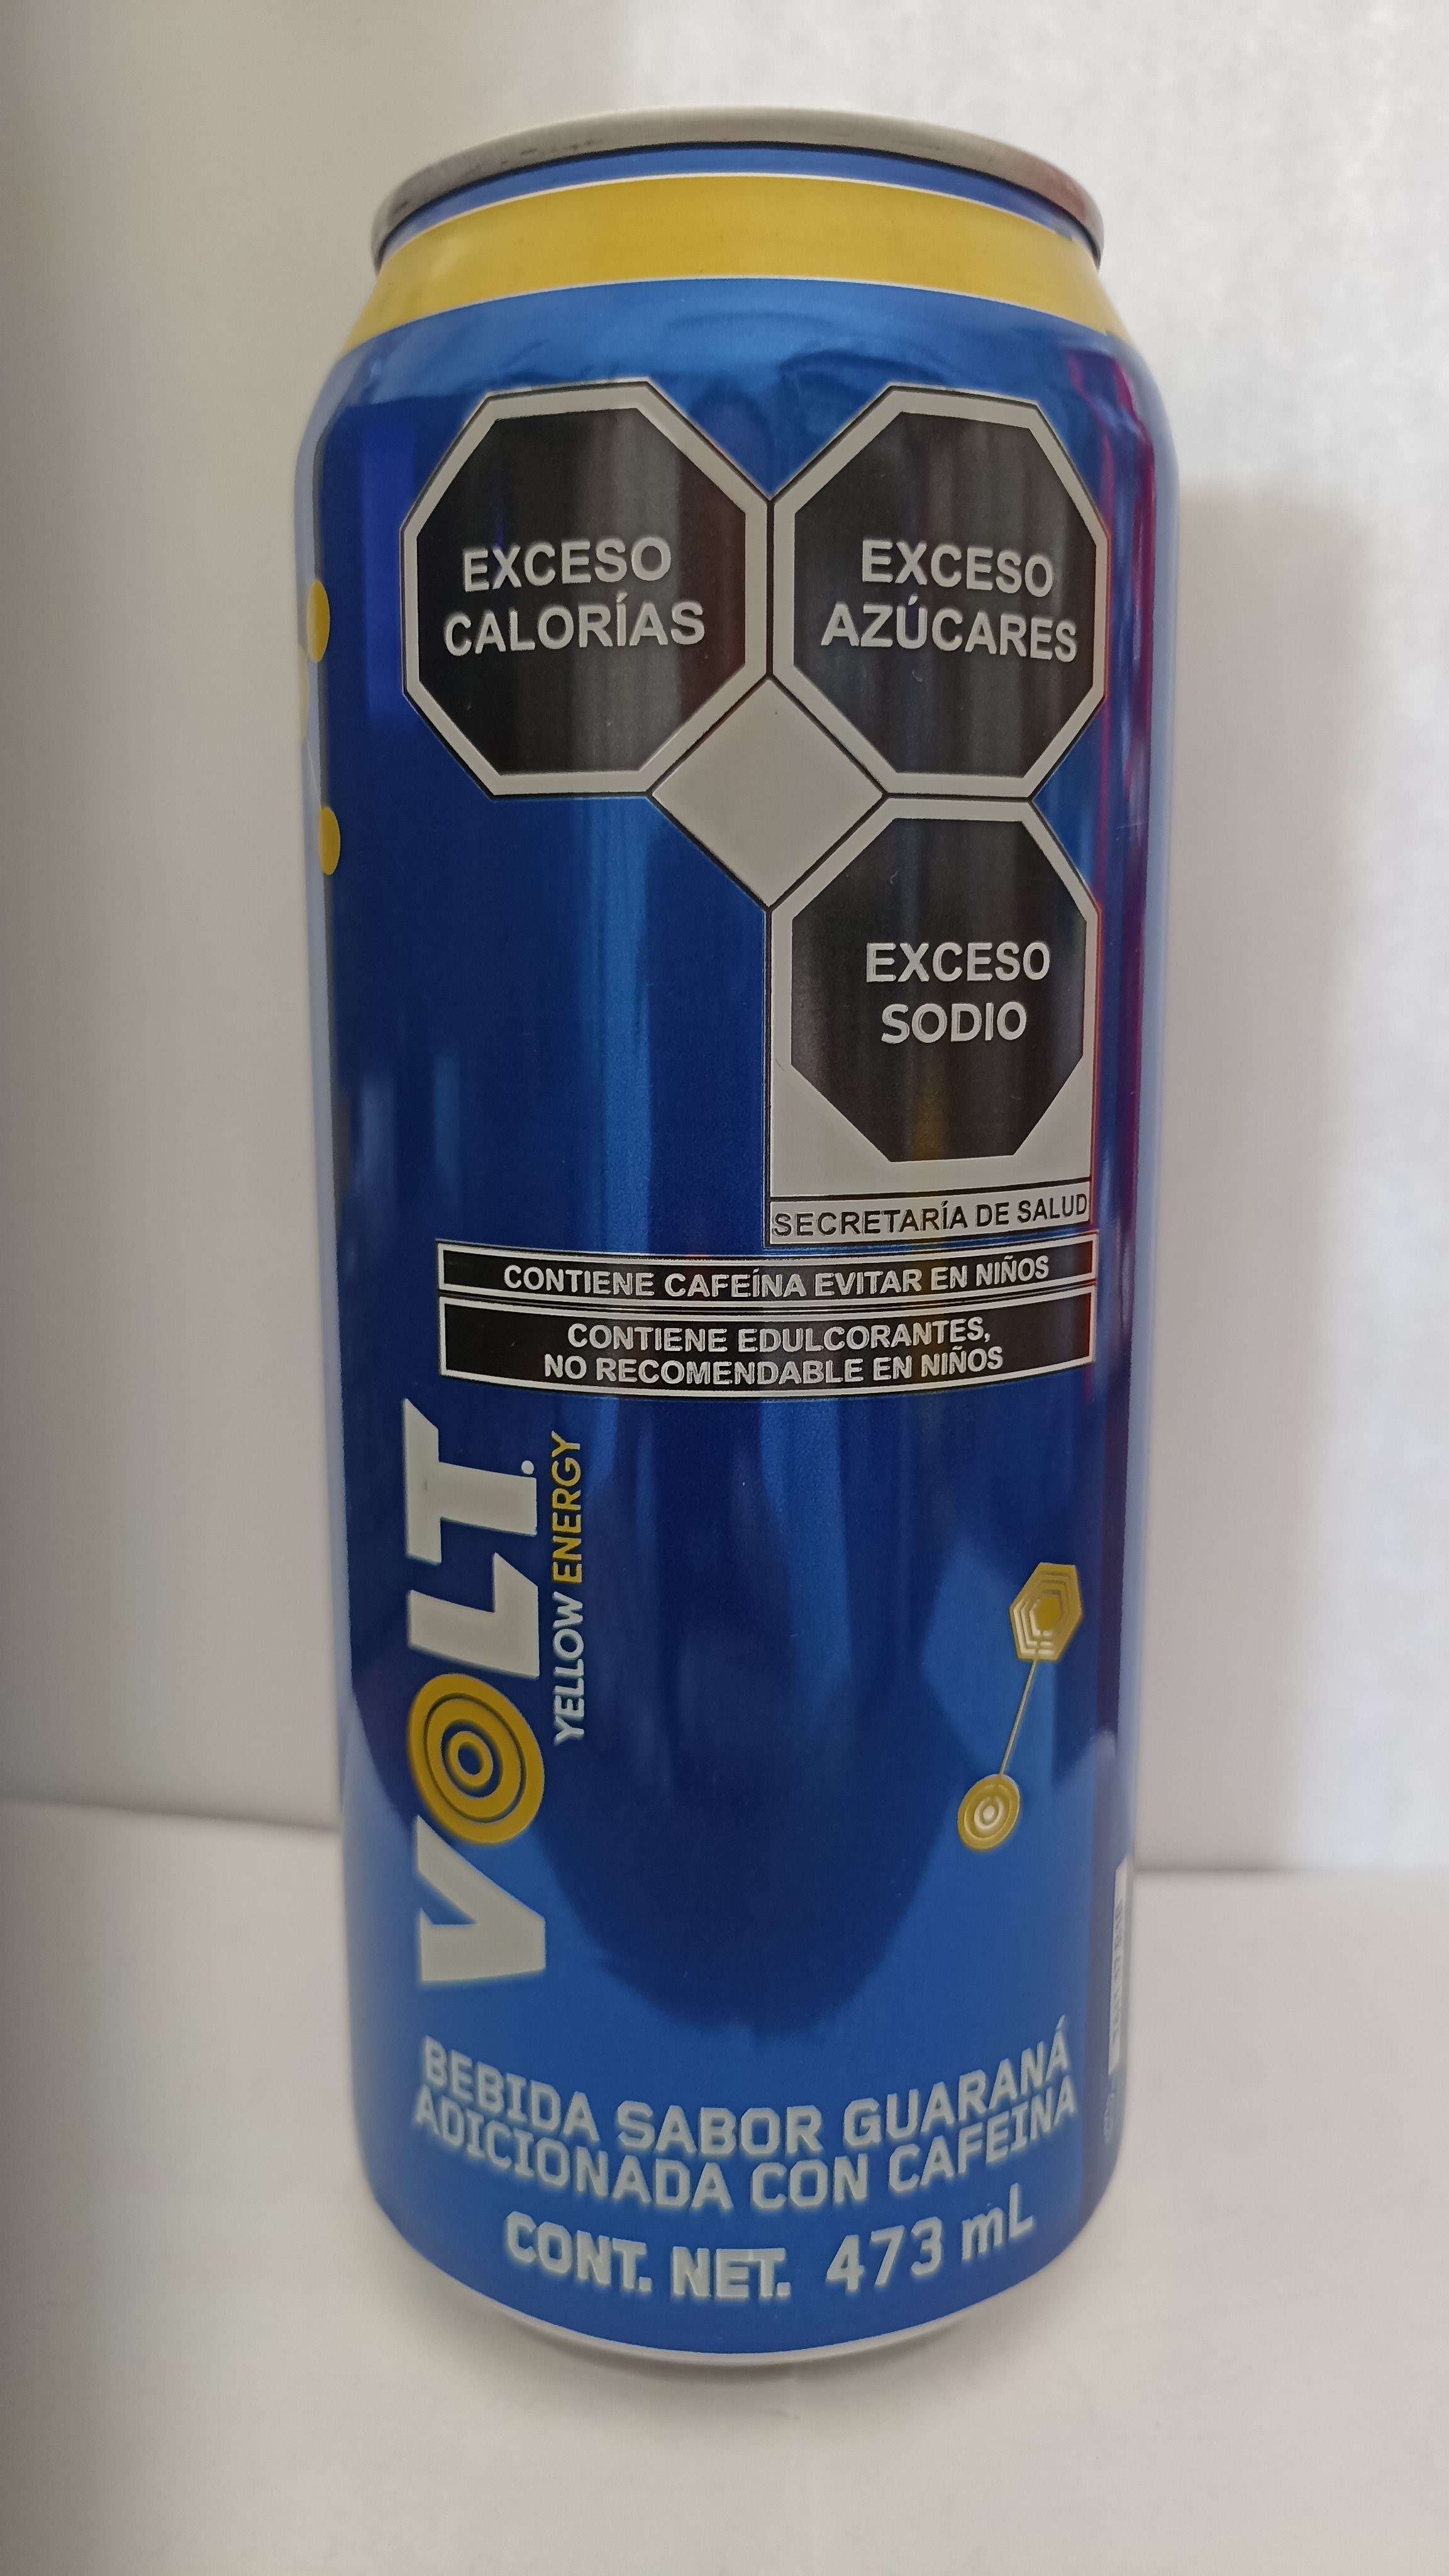 EXCESO
CALORÍAS
EXCESO
AZÚCARES
EXCESO
SODIO
SECRETARÍA DE SALUD
CONTIENE CAFEÍNA EVITAR EN NIÑOS
CONTIENE EDULCORANTES,
NO RECOMENDABLE EN NIÑOS
VOLT.
YELLOW ENERGY
BEBIDA SABOR GUARANÁ
ADICIONADA CON CAFEINA
CONT. NET. 473 mL